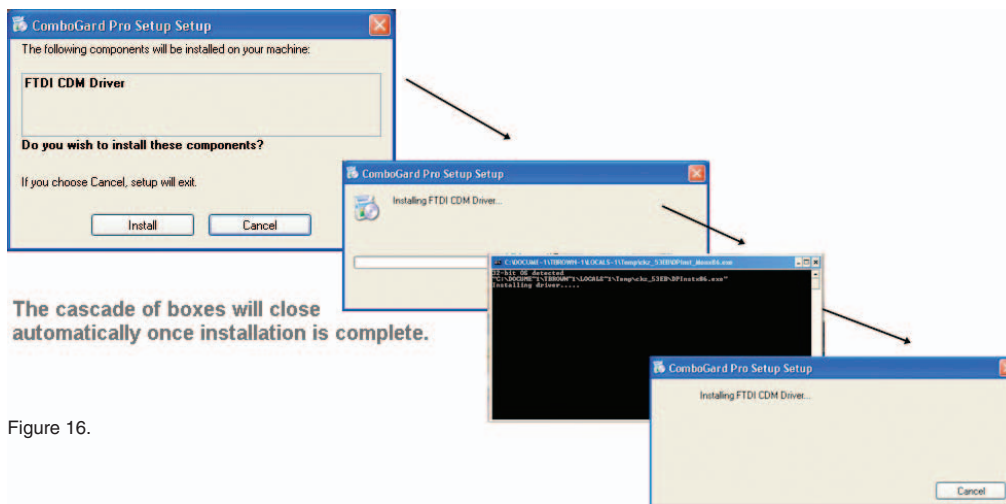 ComboGard Pro Setup Setup
The following components will be installed on your machine:
FTDI CDM Driver
Do you wish to install these components?
If you choose Cancel, setup will exit.
Install
Cancel
ComboGard Pro Setup Setup
Installing FTDI CDM Driver...
32-bit OS detected
Installing driver.....
ComboGard Pro Setup Setup
Installing FTDI CDM Driver...
Cancel
The cascade of boxes will close
automatically once installation is complete.
Figure 16.